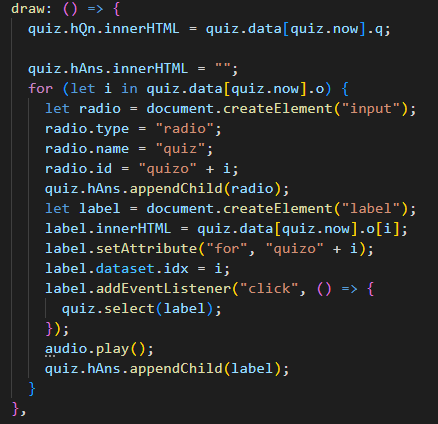 draw: () => {
quiz.hQn.innerHTML = quiz.data[quiz.now].q;
quiz.hAns.innerHTML = "";
for (let i in quiz.data[quiz.now].o) {
let radio = document.createElement("input");
radio.type = "radio";
radio.name = "quiz";
radio.id = "quizo" + i;
quiz.hAns.appendChild(radio);
let label = document.createElement("label");
label.innerHTML = quiz.data[quiz.now].o[i];
label.setAttribute("for", "quizo" + i);
label.dataset.idx = i;
label.addEventListener("click", () => {
quiz.select(label);
});
audio.play();
quiz.hAns.appendChild(label);
}
},